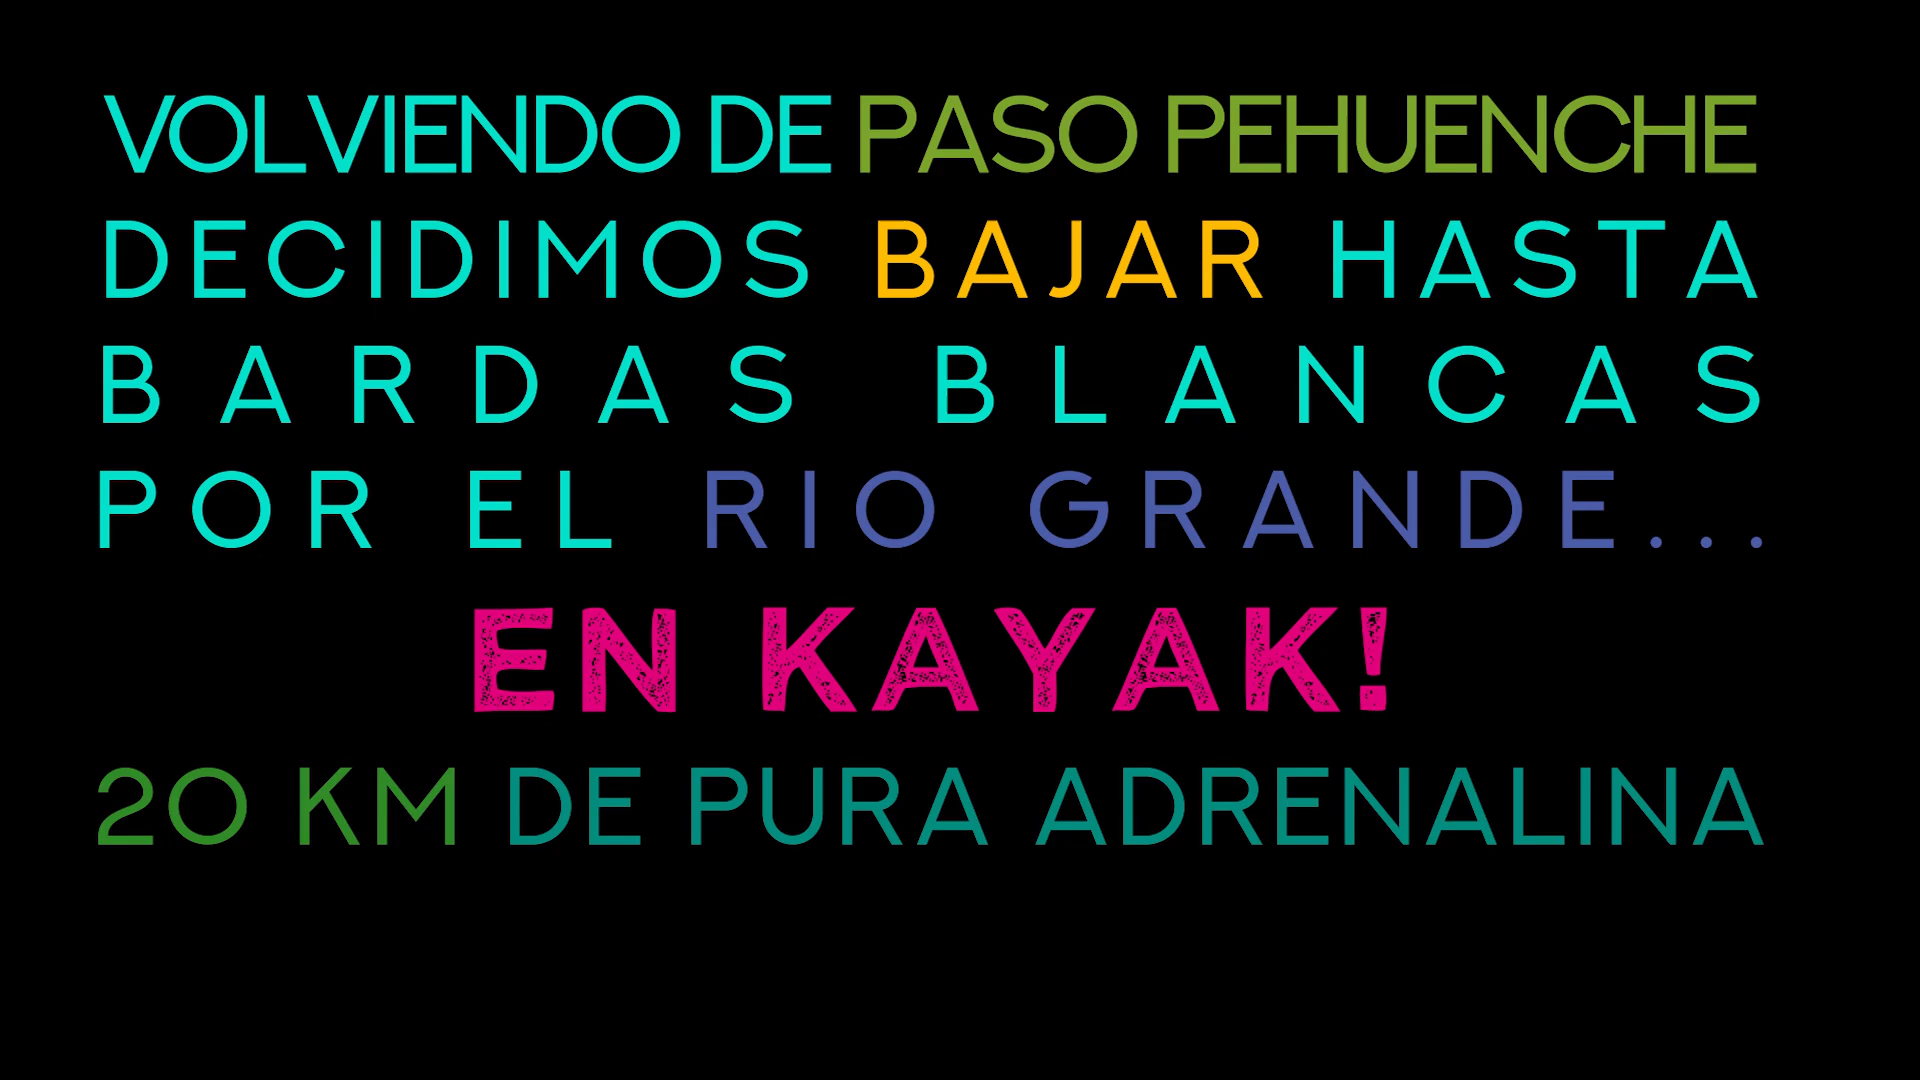 VOLVIENDO DE PASO PEHUENCHE
DECIDIMOS BAJAR HASTA
BARDAS BLANCAS
POR EL RIO GRANDE...
EN KAYAK!
20 KM DE PURA ADRENALINA